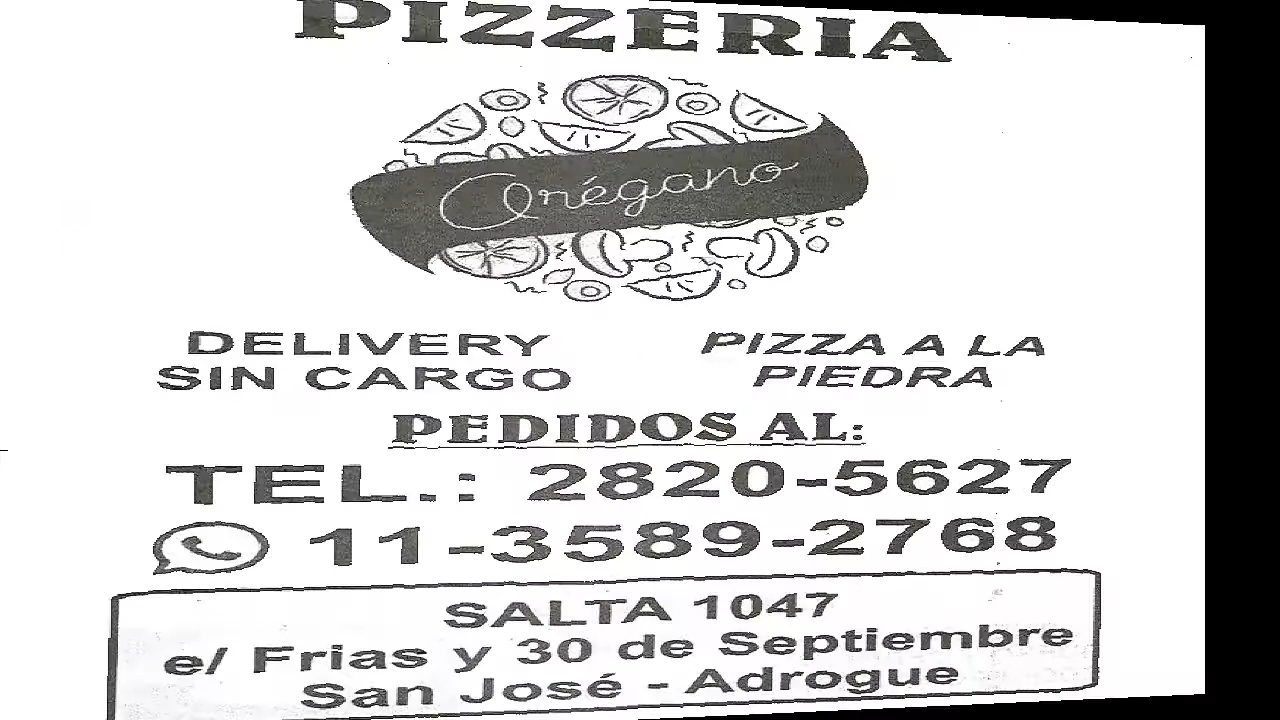 PIZZERIA
Orégano
DELIVERY
SIN CARGO
PIZZA A LA
PIEDRA
PEDIDOS AL:
TEL.: 2820-5627
11-3589-2768
SALTA 1047
e/ Frias y 30 de Septiembre
San José - Adrogue